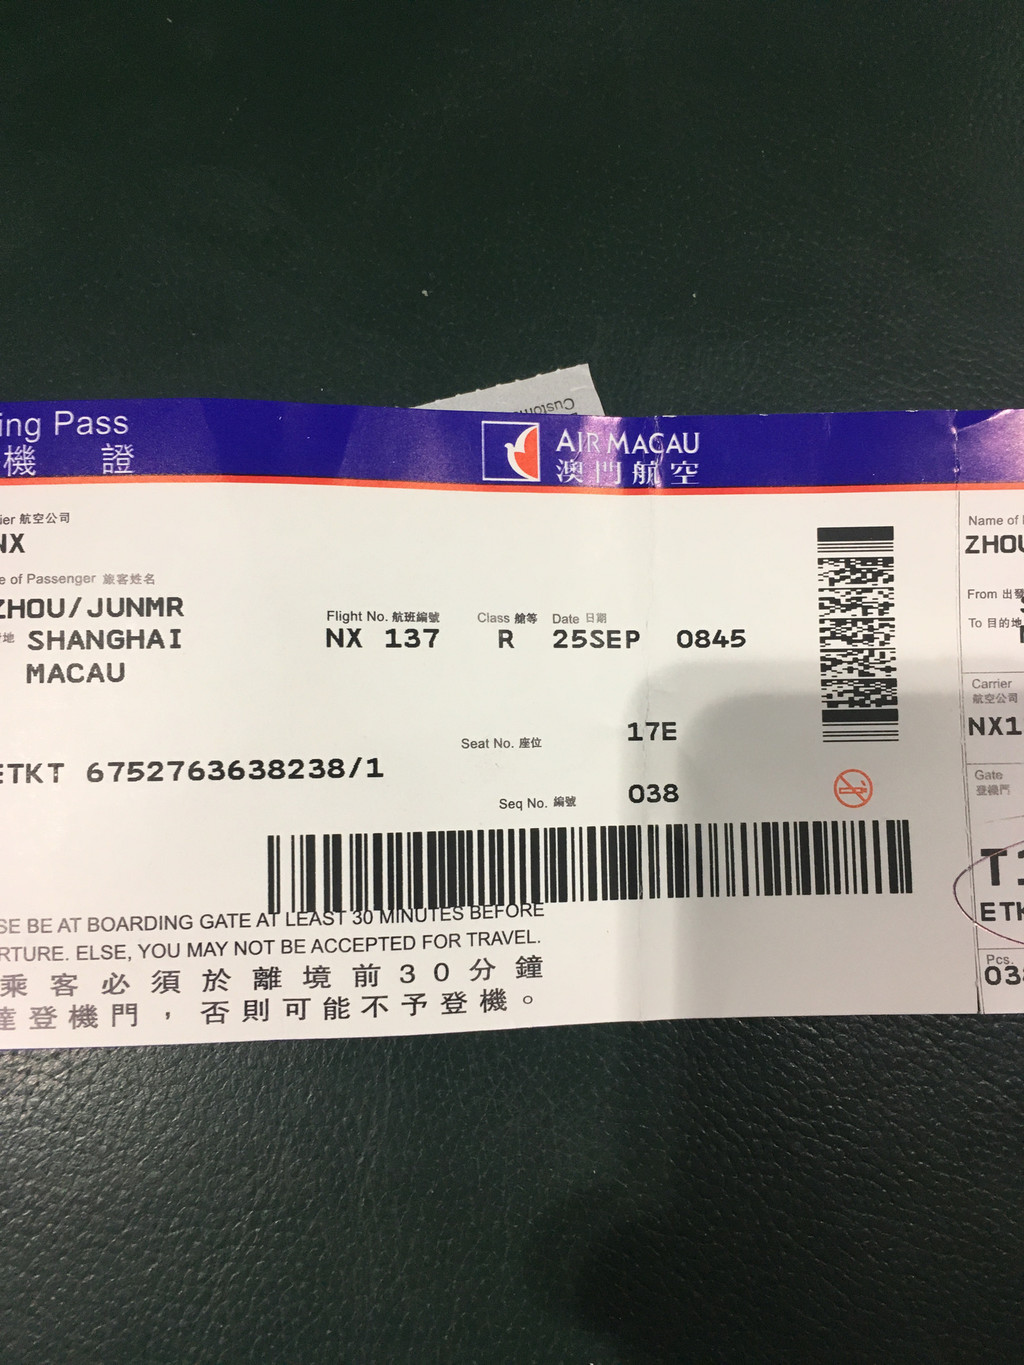 ing Pass
機 證
AIR MACAU
澳門航空
ier 航空公司
NX
e of Passenger 旅客姓名
ZHOU/JUNMR
地 SHANGHAI
MACAU
Flight No. 航班編號 Class 艙等 Date 日期
NX 137 R 25SEP 0845
Seat No. 座位 17E
ETKT 6752763638238/1
Seq No. 編號 038
SE BE AT BOARDING GATE AT LEAST 30 MINUTES BEFORE
RTURE. ELSE, YOU MAY NOT BE ACCEPTED FOR TRAVEL.
乘客必須於離境前30分鐘
達登機門，否則可能不予登機。
Name of
ZHOU
From 出發
To 目的地
Carrier
航空公司
NX1
Gate
登機門
T1
ETK
Pcs.
038
Custome